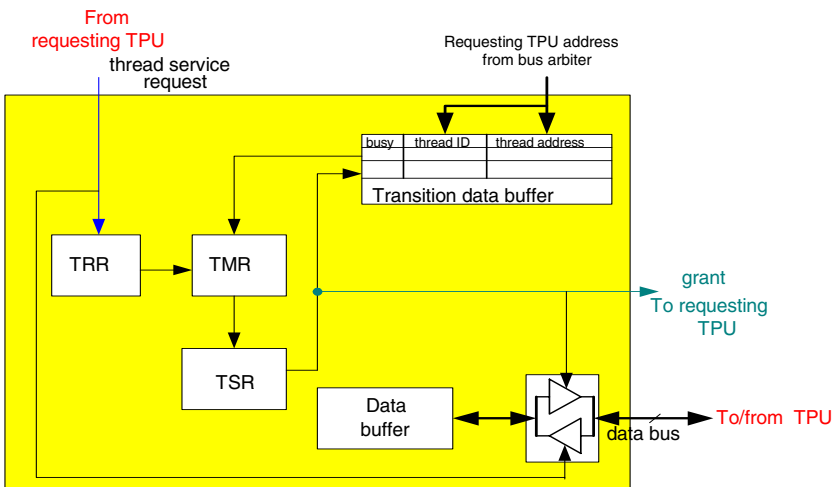 From
requesting TPU
thread service
request
Requesting TPU address
from bus arbiter
busy thread ID thread address
Transition data buffer
TRR
TMR
TSR
grant
To requesting
TPU
Data
buffer
data bus
To/from TPU